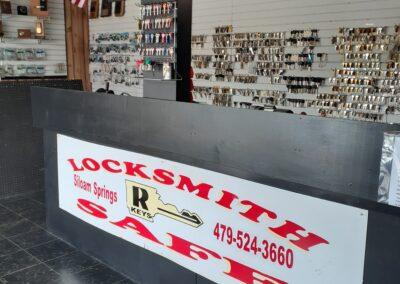 LOCKSMITH
Siloam Springs
R
KEYS
479-524-3660
SAFE